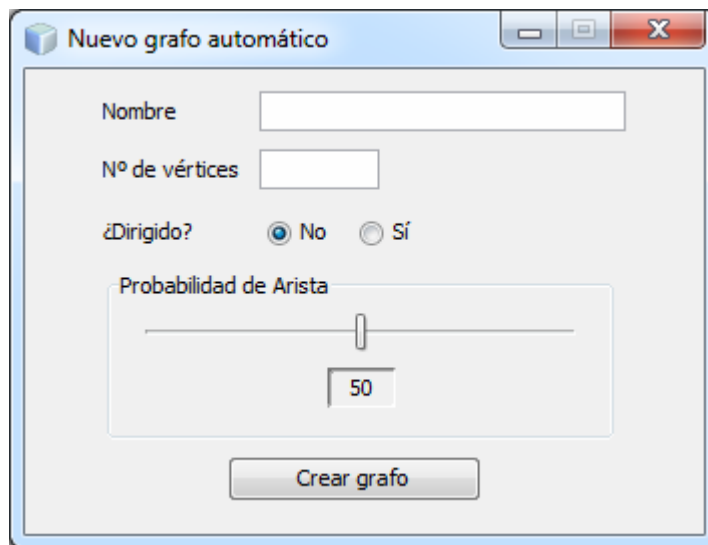 Nuevo grafo automático
Nombre
Nº de vértices
¿Dirigido? No Sí
Probabilidad de Arista
50
Crear grafo